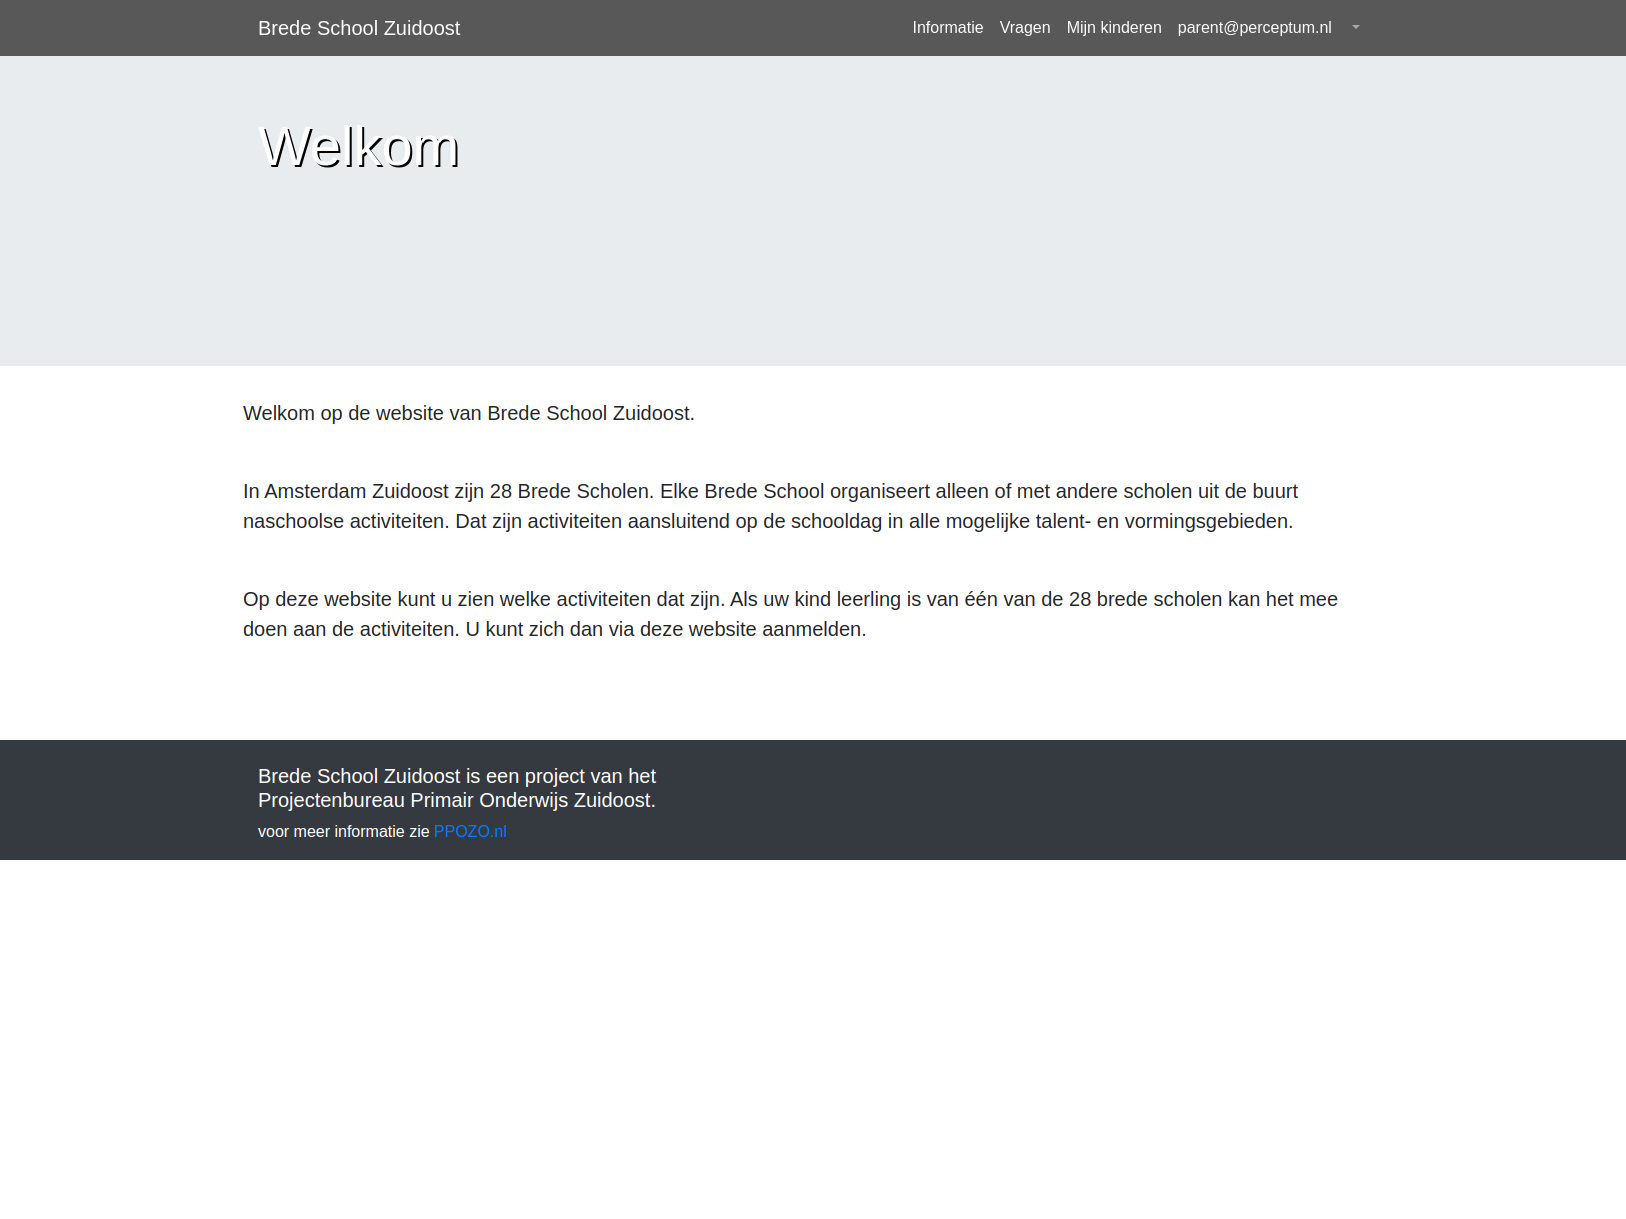 Brede School Zuidoost
Informatie Vragen Mijn kinderen parent@perceptum.nl
Welkom
Welkom op de website van Brede School Zuidoost.
In Amsterdam Zuidoost zijn 28 Brede Scholen. Elke Brede School organiseert alleen of met andere scholen uit de buurt
naschoolse activiteiten. Dat zijn activiteiten aansluitend op de schooldag in alle mogelijke talent- en vormingsgebieden.
Op deze website kunt u zien welke activiteiten dat zijn. Als uw kind leerling is van één van de 28 brede scholen kan het mee
doen aan de activiteiten. U kunt zich dan via deze website aanmelden.
Brede School Zuidoost is een project van het
Projectenbureau Primair Onderwijs Zuidoost.
voor meer informatie zie PPOZO.nl